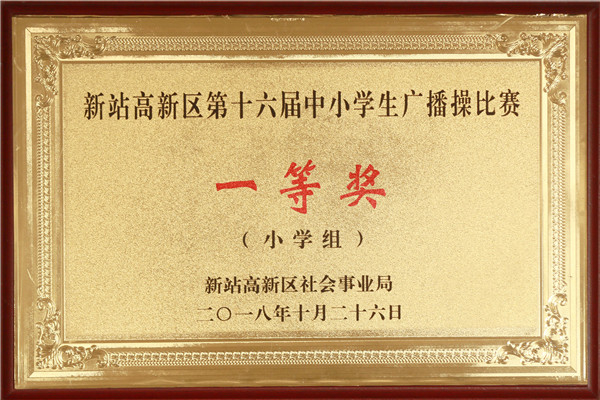 新站高新区第十六届中小学生广播操比赛
一等奖
（小学组）
新站高新区社会事业局
二〇一八年十月二十六日